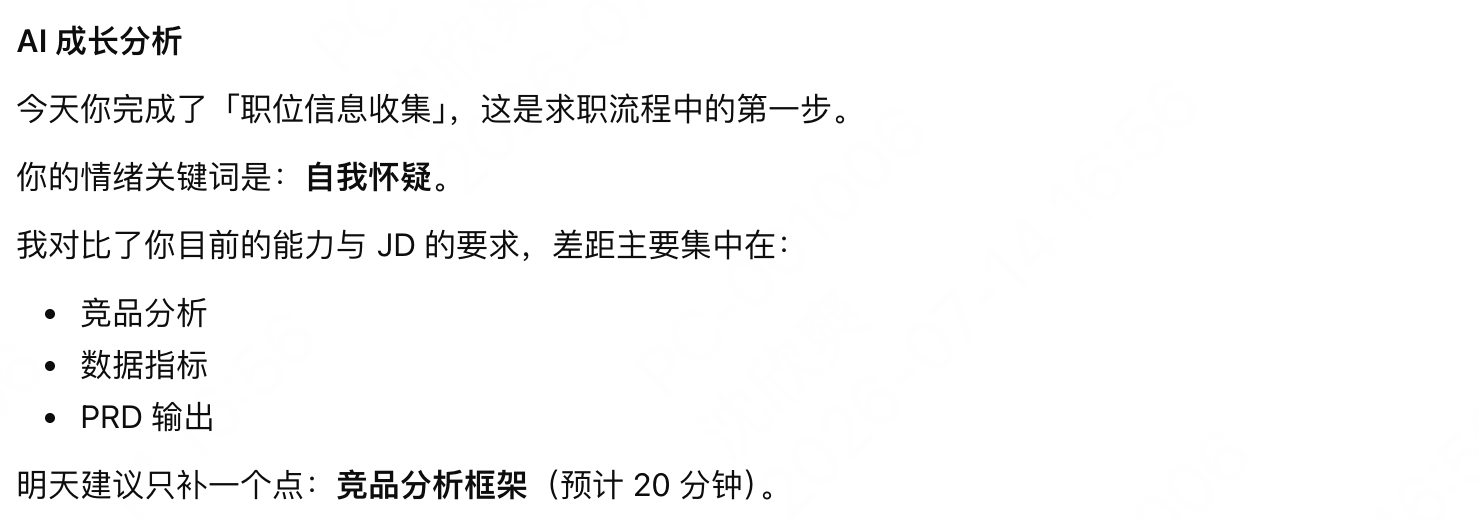 AI 成长分析
今天你完成了「职位信息收集」，这是求职流程中的第一步。
你的情绪关键词是：自我怀疑。
我对比了你目前的能力与 JD 的要求，差距主要集中在：
• 竞品分析
• 数据指标
• PRD 输出
明天建议只补一个点：竞品分析框架（预计 20 分钟）。